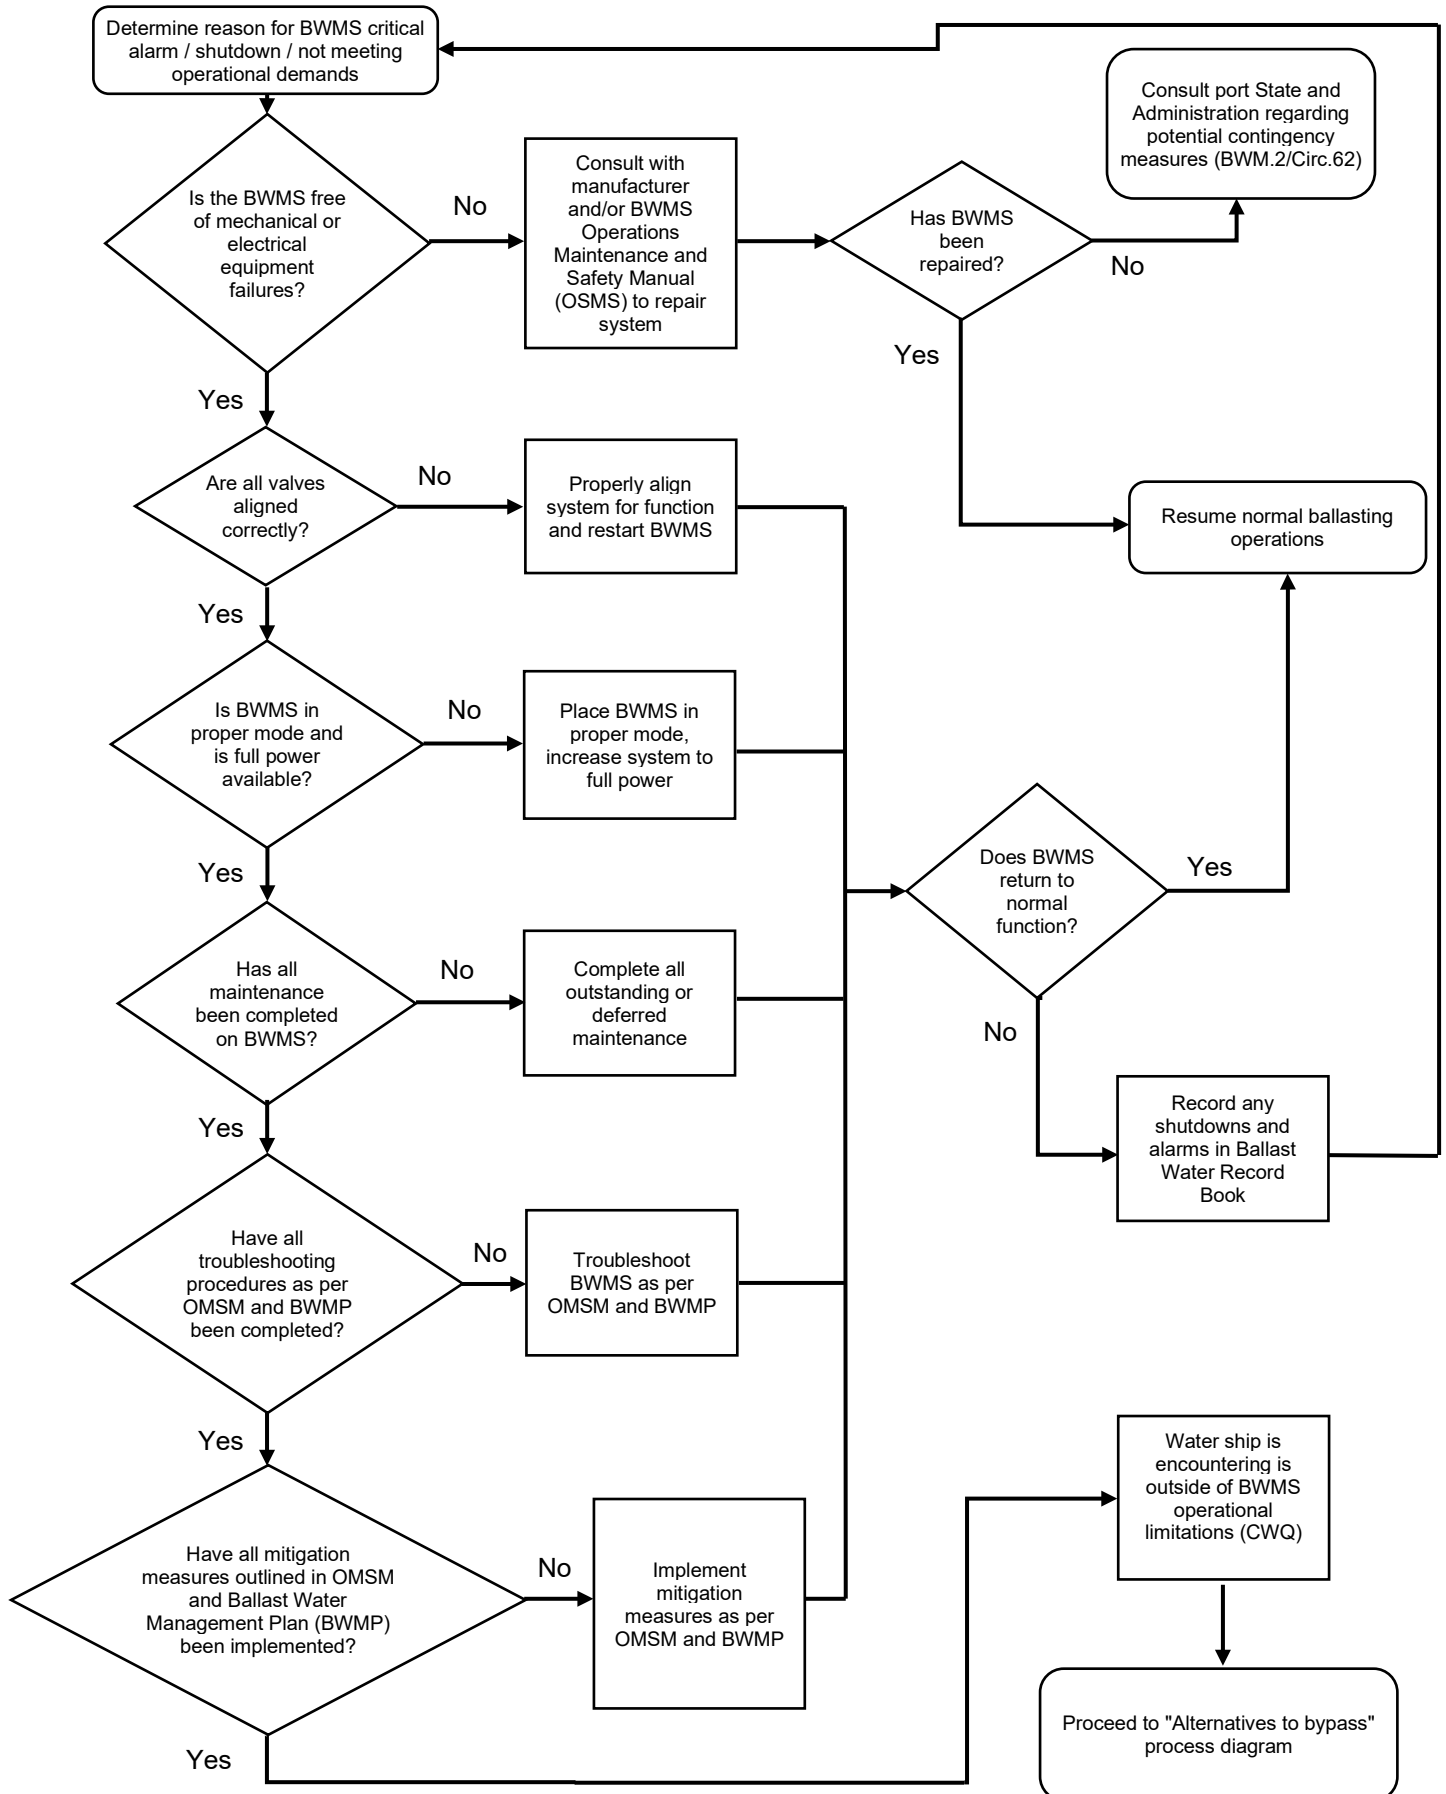 Determine reason for BWMS critical
alarm / shutdown / not meeting
operational demands
Consult port State and
Administration regarding
potential contingency
measures (BWM.2/Circ.62)
Is the BWMS free
of mechanical or
electrical
equipment
failures?
No
Consult with
manufacturer
and/or BWMS
Operations
Maintenance and
Safety Manual
(OSMS) to repair
system
Has BWMS
been
repaired?
No
Yes
Yes
Are all valves
aligned
correctly?
No
Properly align
system for function
and restart BWMS
Resume normal ballasting
operations
Yes
Is BWMS in
proper mode and
is full power
available?
No
Place BWMS in
proper mode,
increase system to
full power
Does BWMS
return to
normal
function?
Yes
Yes
Has all
maintenance
been completed
on BWMS?
No
Complete all
outstanding or
deferred
maintenance
No
Record any
shutdowns and
alarms in Ballast
Water Record
Book
Yes
Have all
troubleshooting
procedures as per
OMSM and BWMP
been completed?
No
Troubleshoot
BWMS as per
OMSM and BWMP
Yes
Water ship is
encountering is
outside of BWMS
operational
limitations (CWQ)
Have all mitigation
measures outlined in OMSM
and Ballast Water
Management Plan (BWMP)
been implemented?
No
Implement
mitigation
measures as per
OMSM and BWMP
Yes
Proceed to "Alternatives to bypass"
process diagram